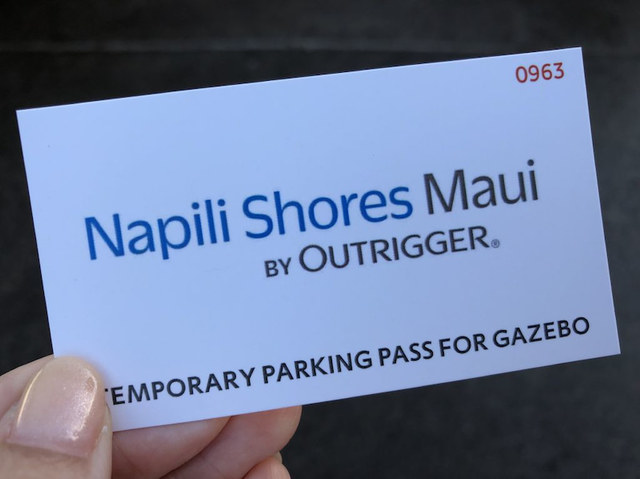 0963
Napili Shores Maui
BY OUTRIGGER®
TEMPORARY PARKING PASS FOR GAZEBO